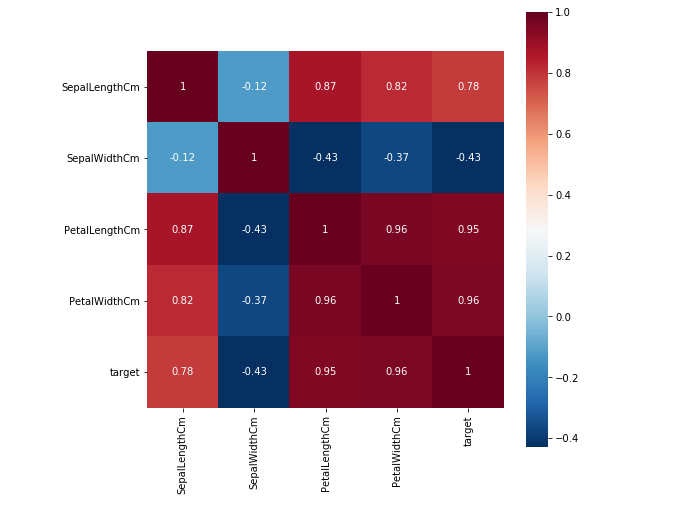 SepalLengthCm 1 -0.12 0.87 0.82 0.78
SepalWidthCm -0.12 1 -0.43 -0.37 -0.43
PetalLengthCm 0.87 -0.43 1 0.96 0.95
PetalWidthCm 0.82 -0.37 0.96 1 0.96
target 0.78 -0.43 0.95 0.96 1
SepalLengthCm
SepalWidthCm
PetalLengthCm
PetalWidthCm
target
1.0
0.8
0.6
0.4
0.2
0.0
−0.2
−0.4